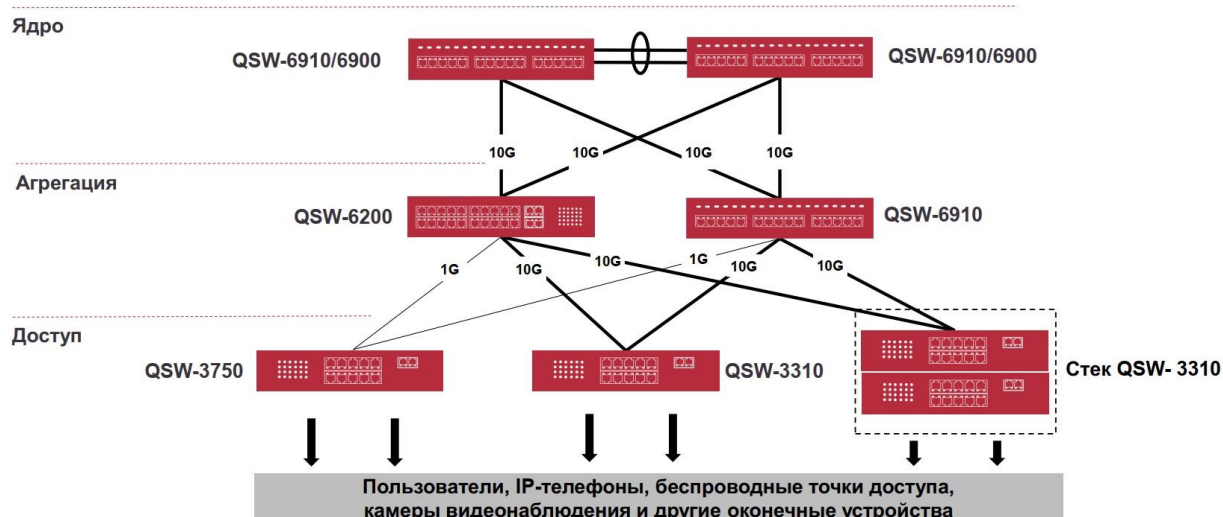 Ядро
QSW-6910/6900
QSW-6910/6900
10G
10G
10G
10G
Агрегация
QSW-6200
QSW-6910
1G
10G
10G
1G
10G
10G
Доступ
QSW-3750
QSW-3310
Стек QSW- 3310
Пользователи, IP-телефоны, беспроводные точки доступа,
камеры видеонаблюдения и другие оконечные устройства